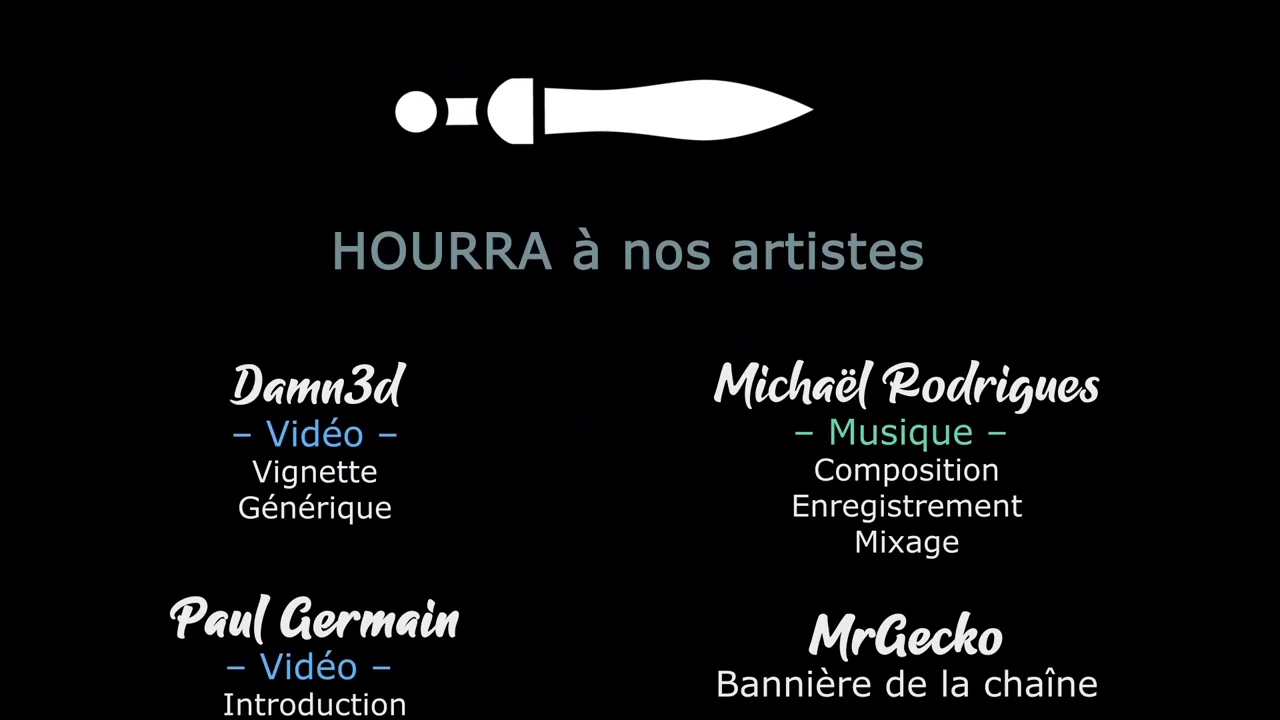 HOURRA à nos artistes
Damn3d
– Vidéo –
Vignette
Générique
Michaël Rodrigues
– Musique –
Composition
Enregistrement
Mixage
Paul Germain
– Vidéo –
Introduction
MrGecko
Bannière de la chaîne